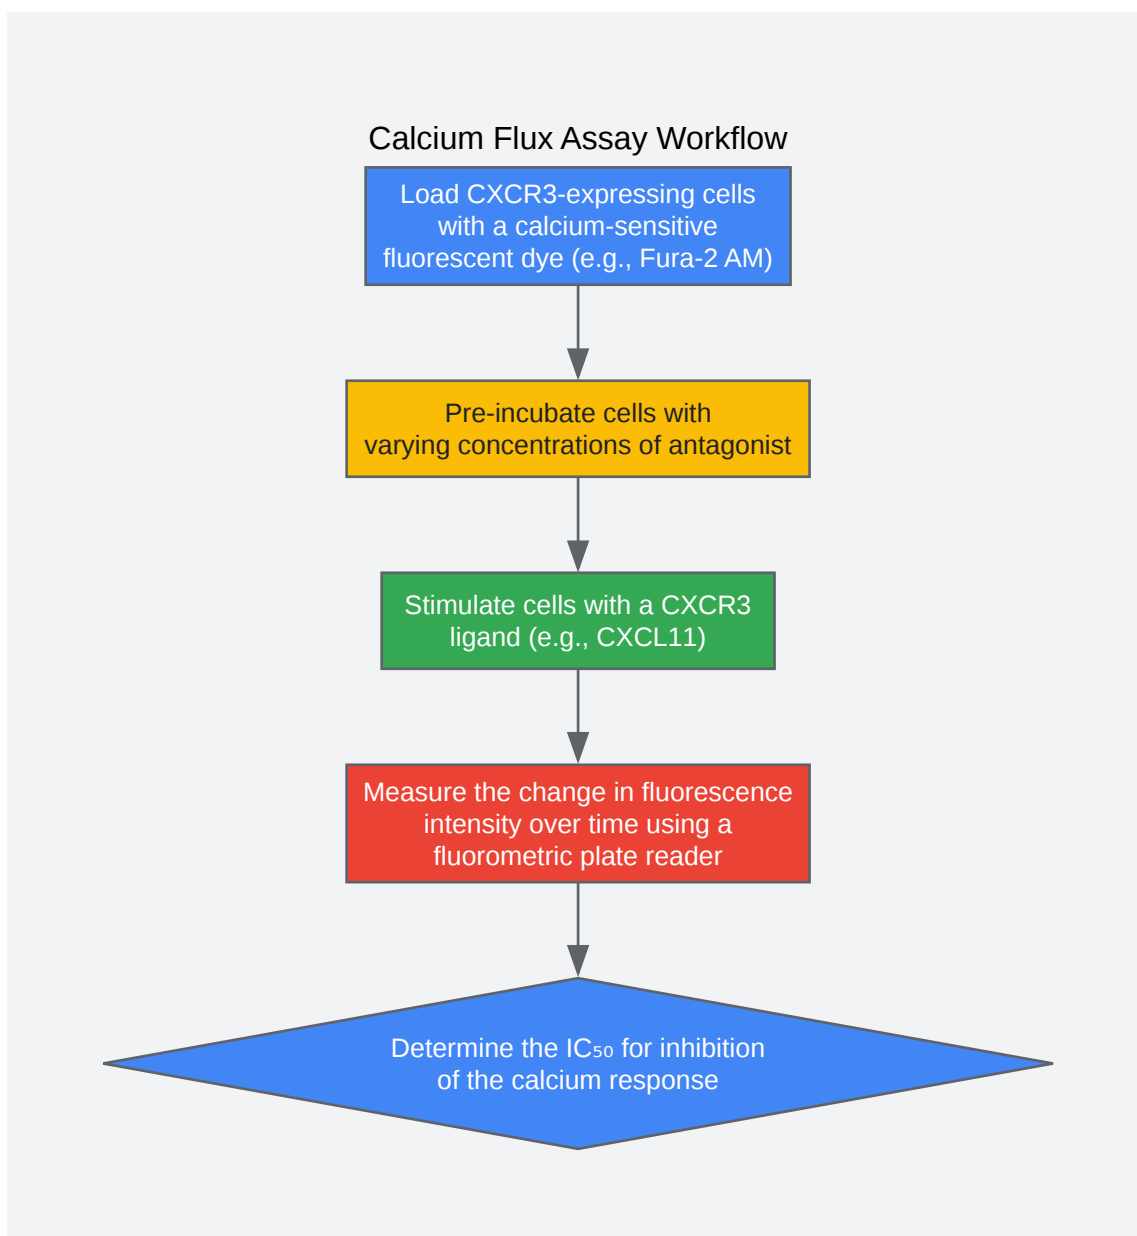 Calcium Flux Assay Workflow
Load CXCR3-expressing cells
with a calcium-sensitive
fluorescent dye (e.g., Fura-2 AM)
Pre-incubate cells with
varying concentrations of antagonist
Stimulate cells with a CXCR3
ligand (e.g., CXCL11)
Measure the change in fluorescence
intensity over time using a
fluorometric plate reader
Determine the IC₅₀ for inhibition
of the calcium response